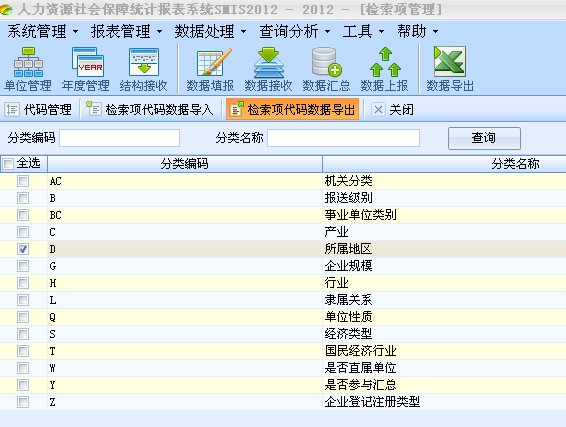 人力资源社会保障统计报表系统SMIS2012 - 2012 - [检索项管理]
系统管理 报表管理 数据处理 查询分析 工具 帮助
YEAR
单位管理 年度管理 结构接收 数据填报 数据接收 数据汇总 数据上报 数据导出
代码管理 检索项代码数据导入 检索项代码数据导出 关闭
分类编码 分类名称 查询
全选 分类编码 分类名称
AC 机关分类
B 报送级别
BC 事业单位类别
C 产业
D 所属地区
G 企业规模
H 行业
L 隶属关系
Q 单位性质
S 经济类型
T 国民经济行业
W 是否直属单位
Y 是否参与汇总
Z 企业登记注册类型